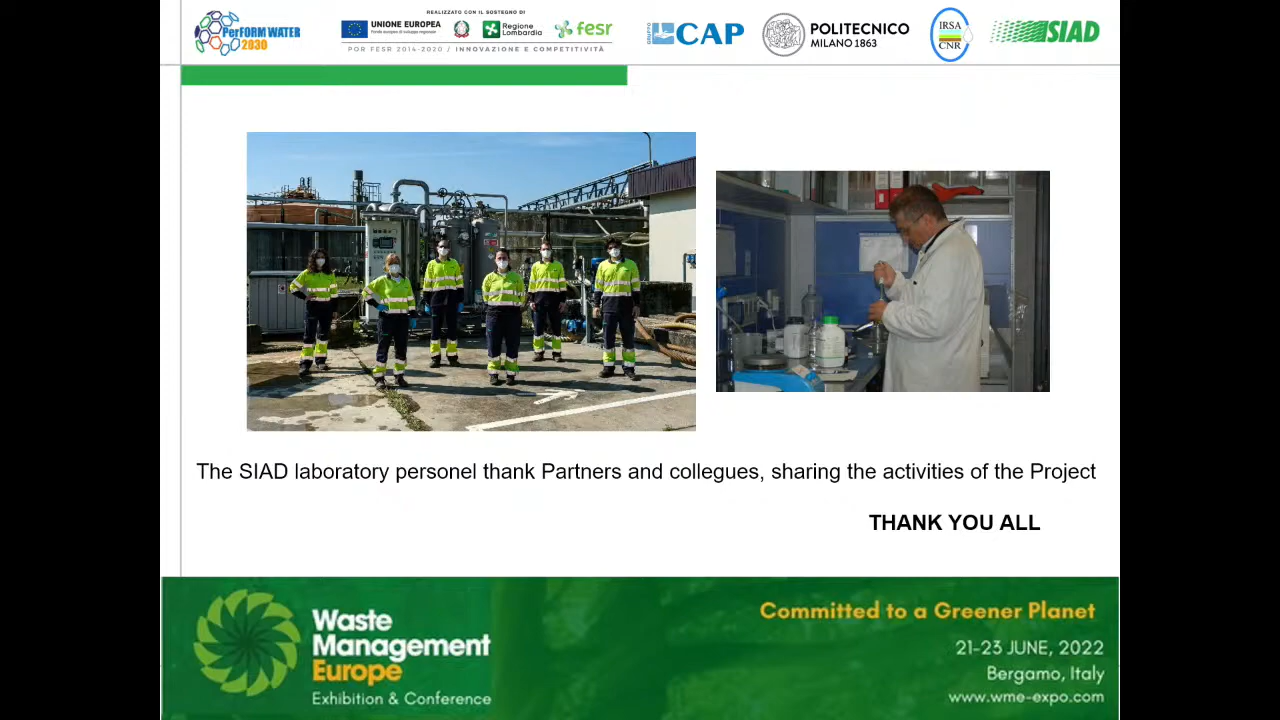 REALIZZATO CON IL SOSTEGNO DI
PerFORM WATER
2030
UNIONE EUROPEA
Fondo europeo di sviluppo regionale
Regione
Lombardia
fesr
POR FESR 2014-2020 / INNOVAZIONE E COMPETITIVITÀ
GRUPPO
CAP
POLITECNICO
MILANO 1863
IRSA
CNR
SIAD
The SIAD laboratory personel thank Partners and collegues, sharing the activities of the Project
THANK YOU ALL
Waste
Management
Europe
Exhibition & Conference
Committed to a Greener Planet
21-23 JUNE, 2022
Bergamo, Italy
www.wme-expo.com